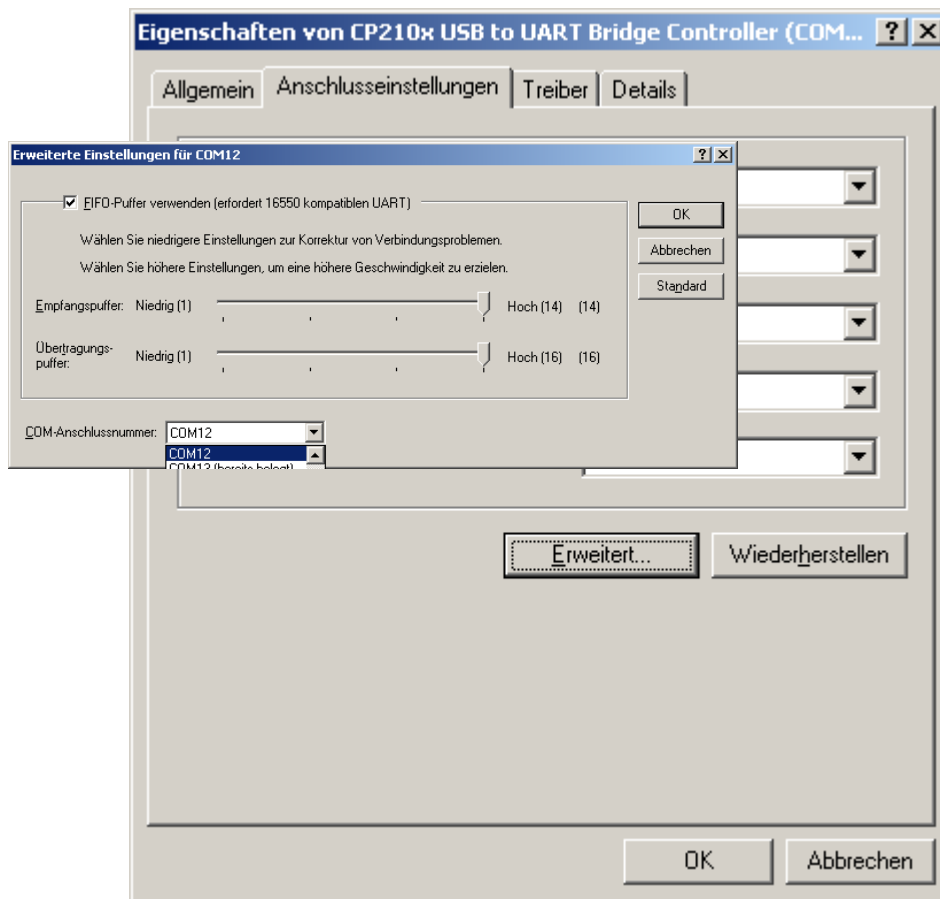 Eigenschaften von CP210x USB to UART Bridge Controller (COM...
Allgemein
Anschlusseinstellungen
Treiber
Details
Erweiterte Einstellungen für COM12
FIFO-Puffer verwenden (erfordert 16550 kompatiblen UART)
OK
Wählen Sie niedrigere Einstellungen zur Korrektur von Verbindungsproblemen.
Abbrechen
Wählen Sie höhere Einstellungen, um eine höhere Geschwindigkeit zu erzielen.
Standard
Empfangspuffer: Niedrig (1) Hoch (14) (14)
Übertragungs-
puffer: Niedrig (1) Hoch (16) (16)
COM-Anschlussnummer: COM12
COM12
COM13 (bereits belegt)
Erweitert... Wiederherstellen
OK Abbrechen